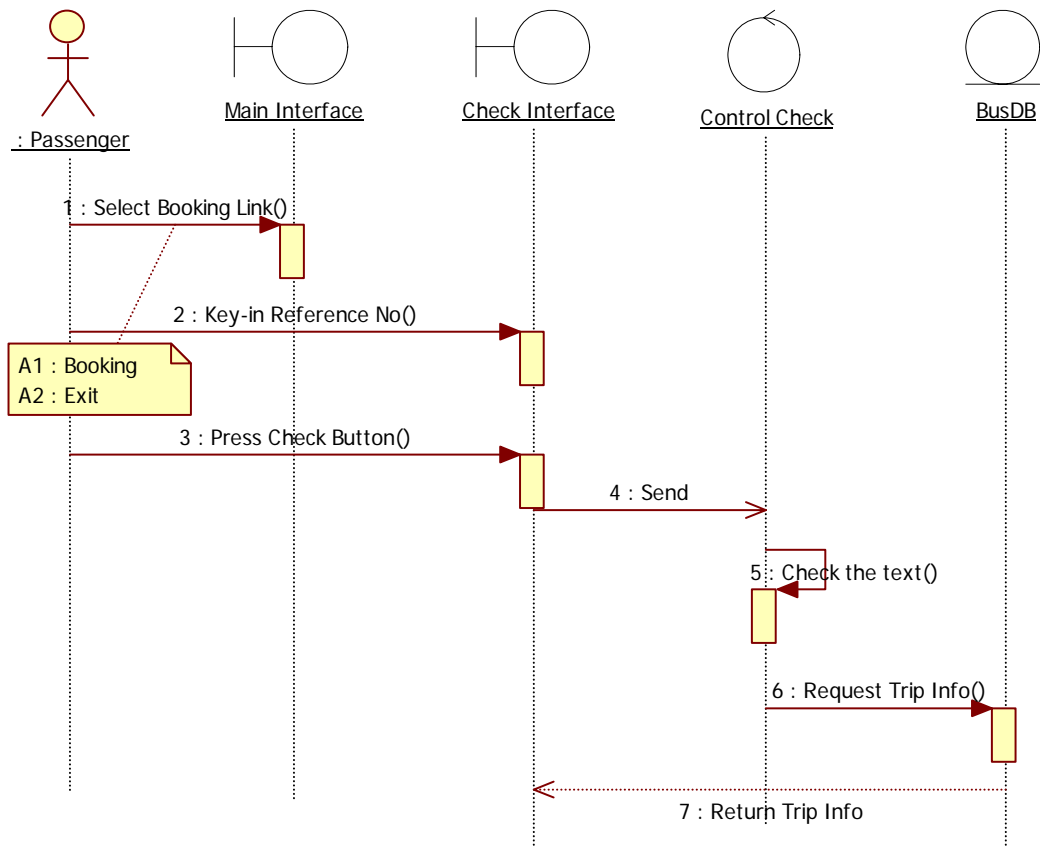 : Passenger
Main Interface
Check Interface
Control Check
BusDB
1 : Select Booking Link()
2 : Key-in Reference No()
A1 : Booking
A2 : Exit
3 : Press Check Button()
4 : Send
5 : Check the text()
6 : Request Trip Info()
7 : Return Trip Info